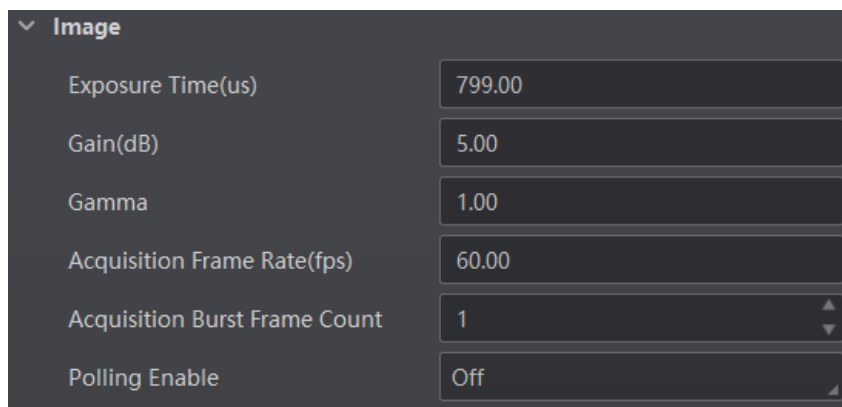 Image
Exposure Time(us) 799.00
Gain(dB) 5.00
Gamma 1.00
Acquisition Frame Rate(fps) 60.00
Acquisition Burst Frame Count 1
Polling Enable Off